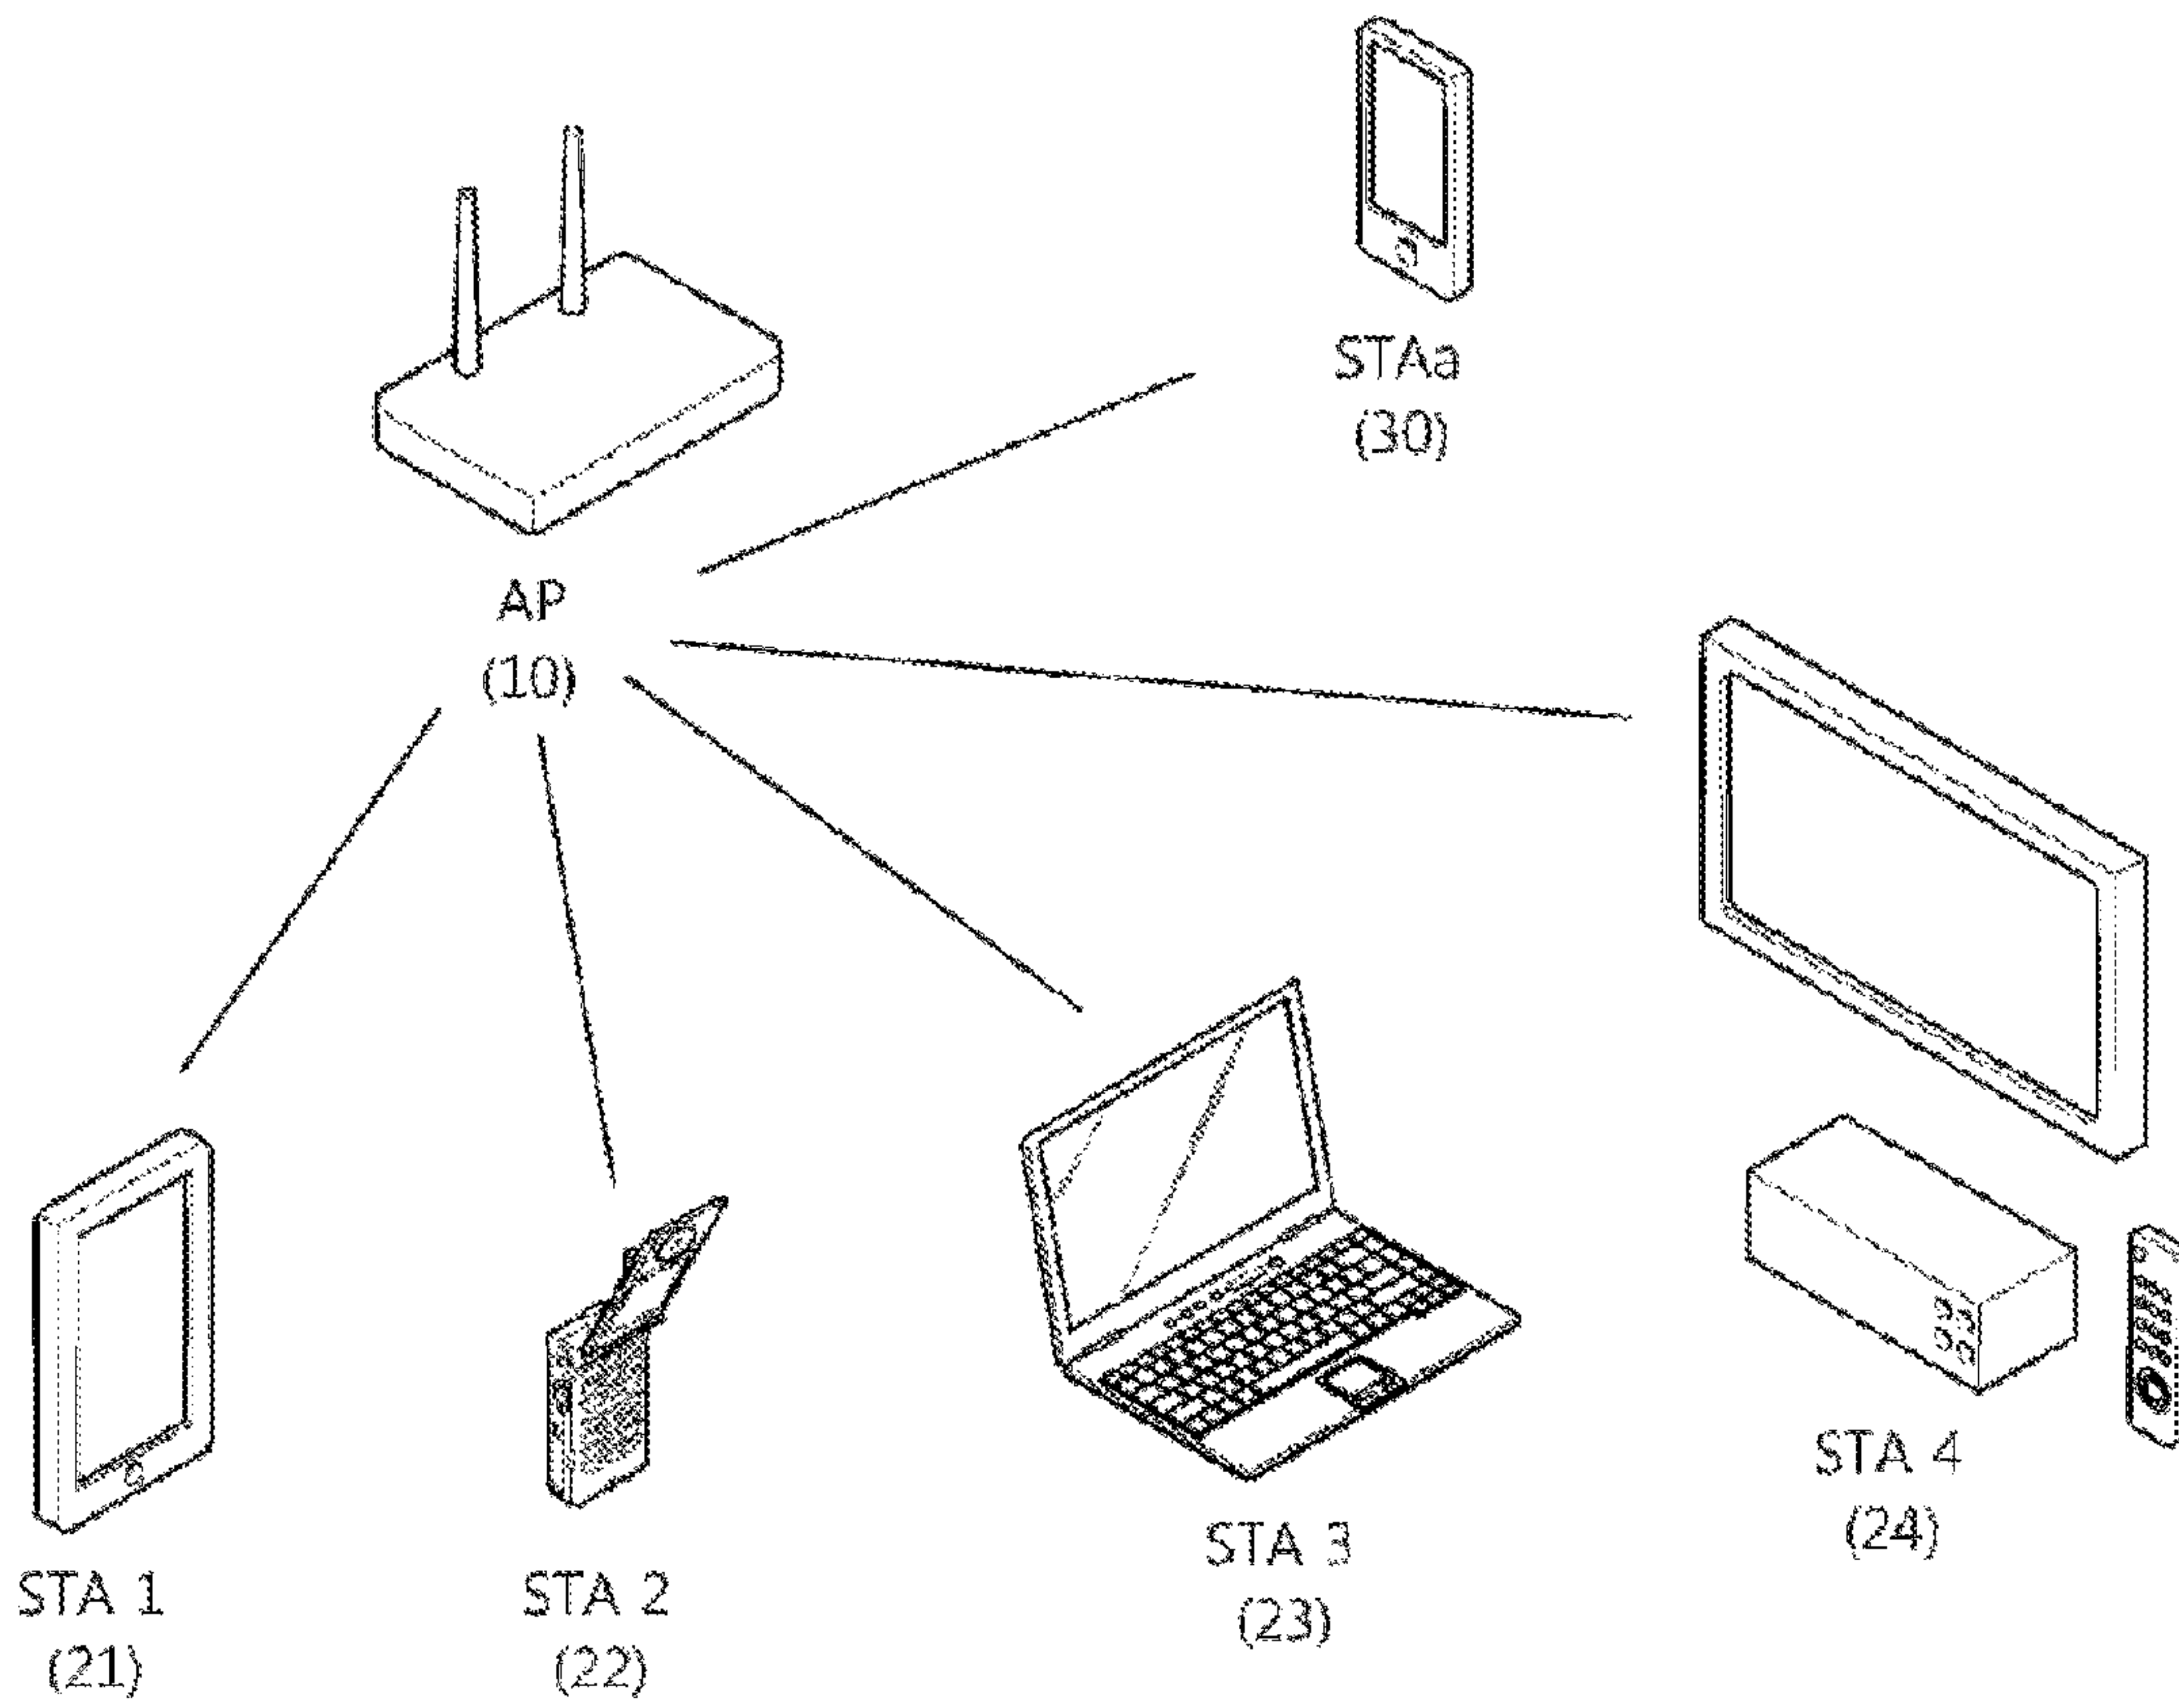 STAa
(30)
AP
(10)
STA 4
(24)
STA 3
(23)
STA 1
(21)
STA 2
(22)